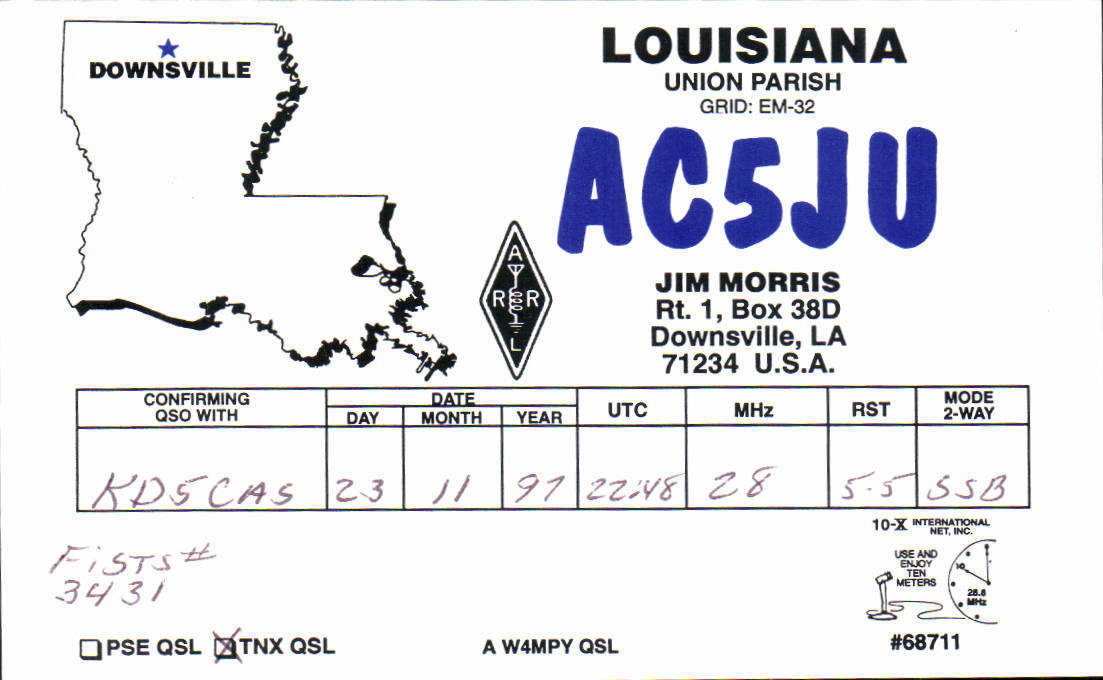 DOWNSVILLE
LOUISIANA
UNION PARISH
GRID: EM-32
AC5JU
A
R R
L
JIM MORRIS
Rt. 1, Box 38D
Downsville, LA
71234 U.S.A.
CONFIRMING QSO WITH
DATE
DAY MONTH YEAR
UTC MHz RST
MODE 2-WAY
KD5CAS 23 11 97 22:48 28 5-5 SSB
FISTS #
3431
10-X INTERNATIONAL
NET, INC.
USE AND
ENJOY
TEN
METERS
10
28.8
MHz
#68711
PSE QSL TNX QSL A W4MPY QSL